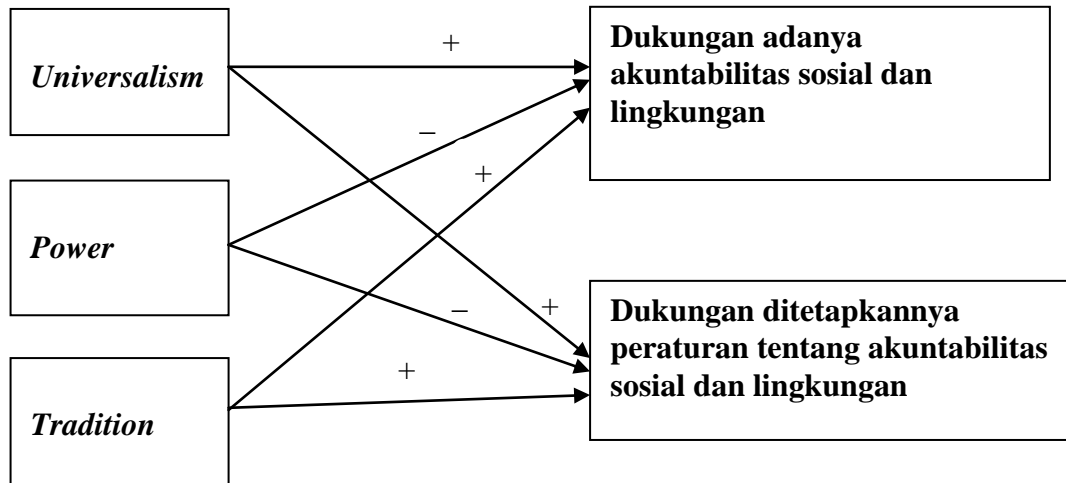 Universalism
+
Dukungan adanya
akuntabilitas sosial dan
lingkungan
–
+
Power
–
+
Dukungan ditetapkannya
peraturan tentang akuntabilitas
sosial dan lingkungan
+
Tradition